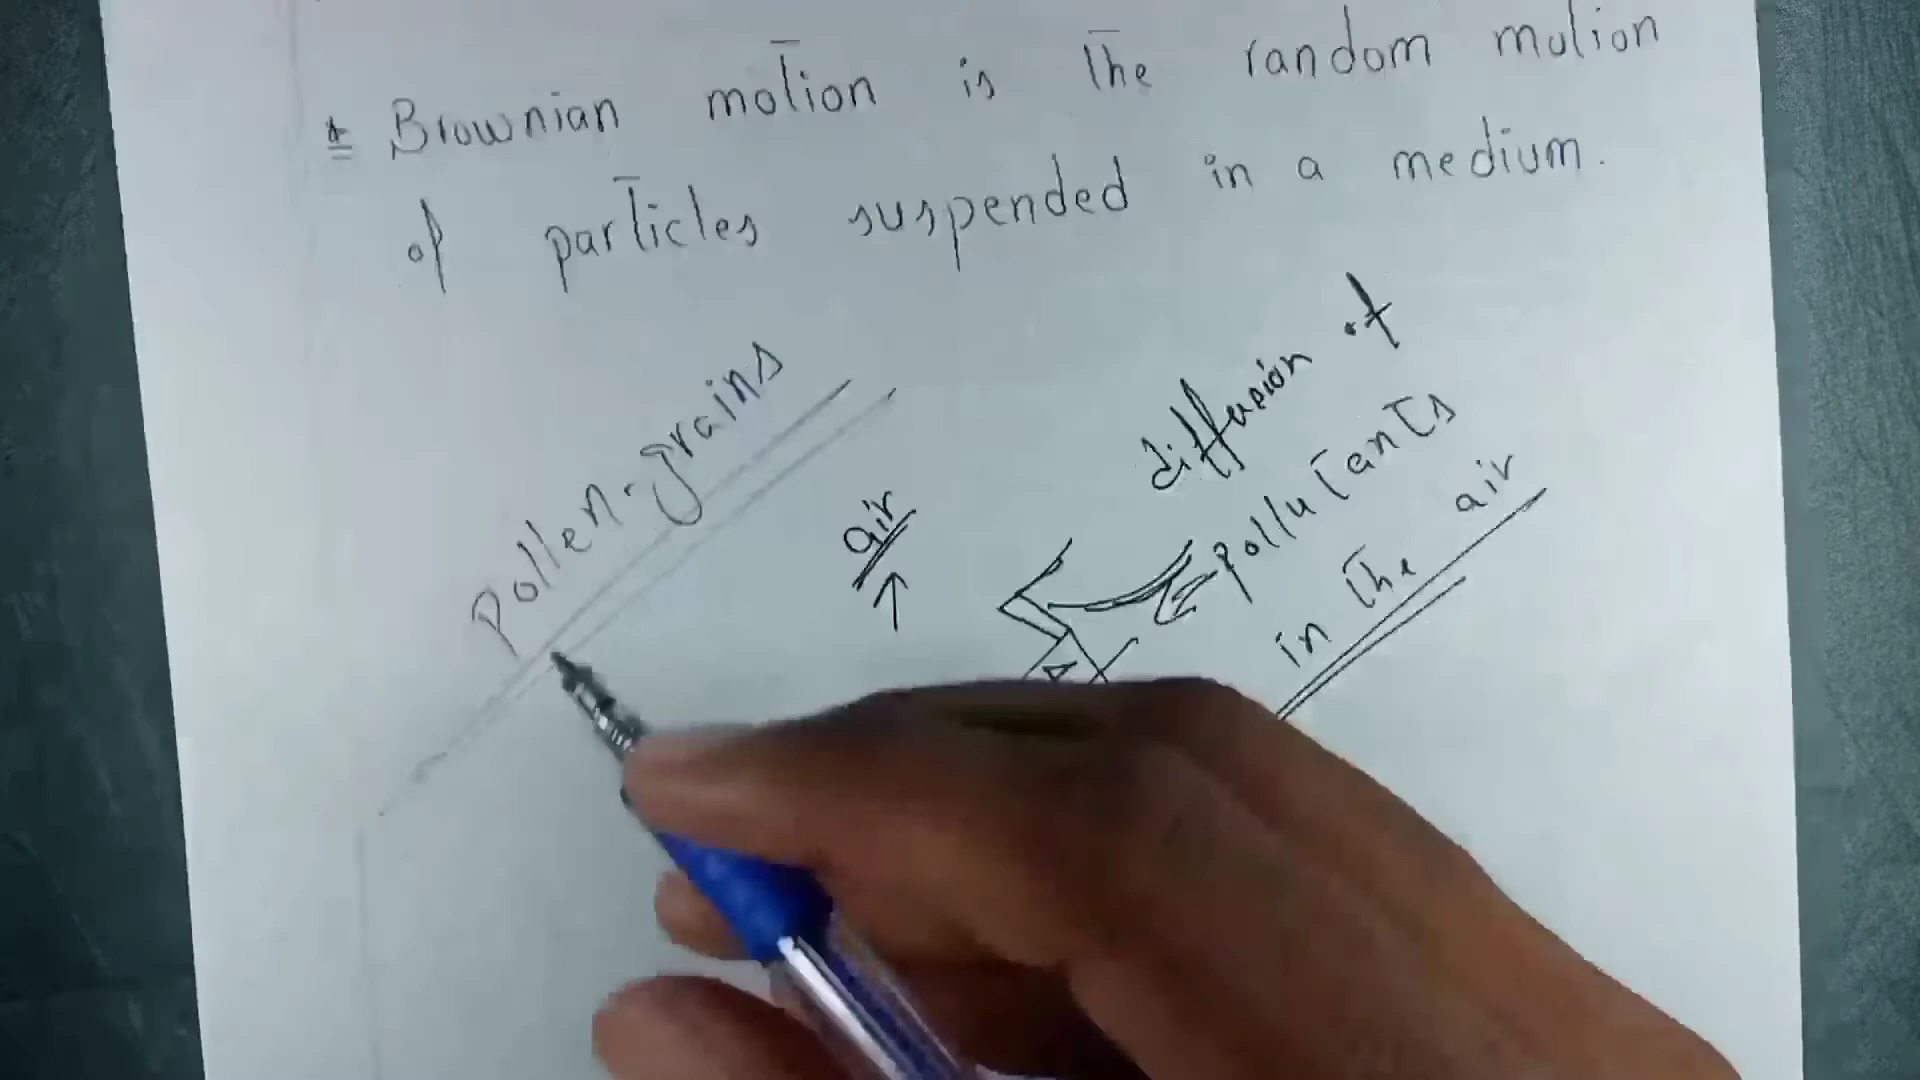 * Brownian motion is the random motion
of particles suspended in a medium.
Pollen-grains
air
diffusion of
pollutants
in the air